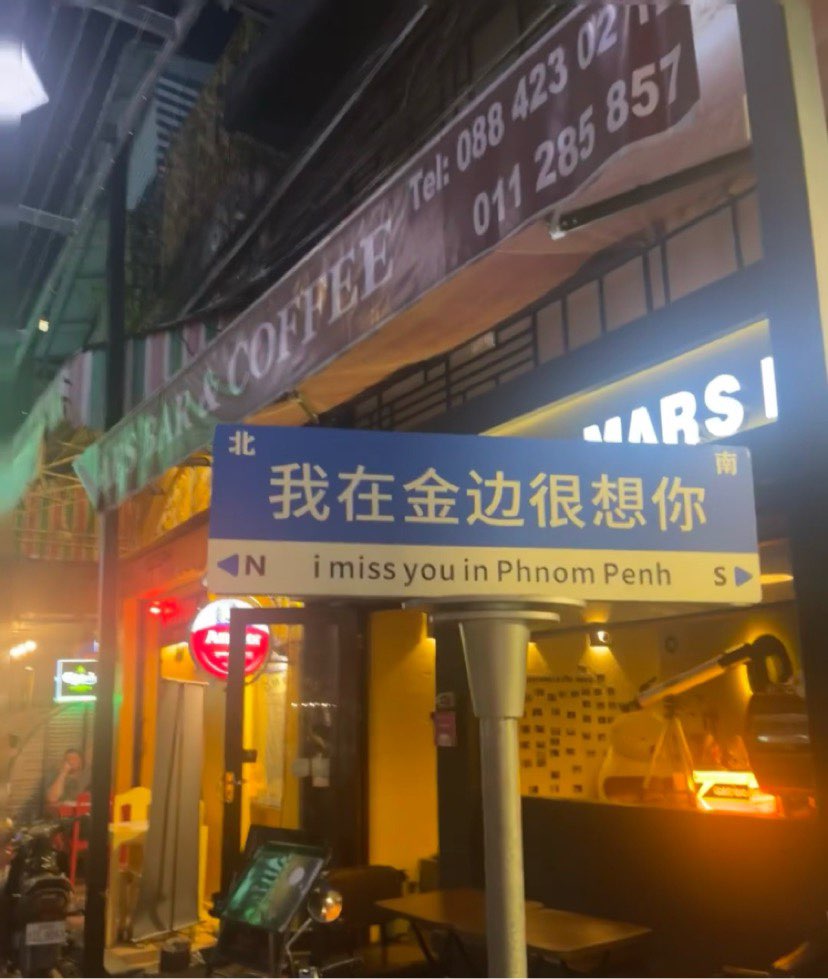 Tel: 088 423 02
011 285 857
BAR & COFFEE
MARS
北
南
我在金边很想你
N i miss you in Phnom Penh S